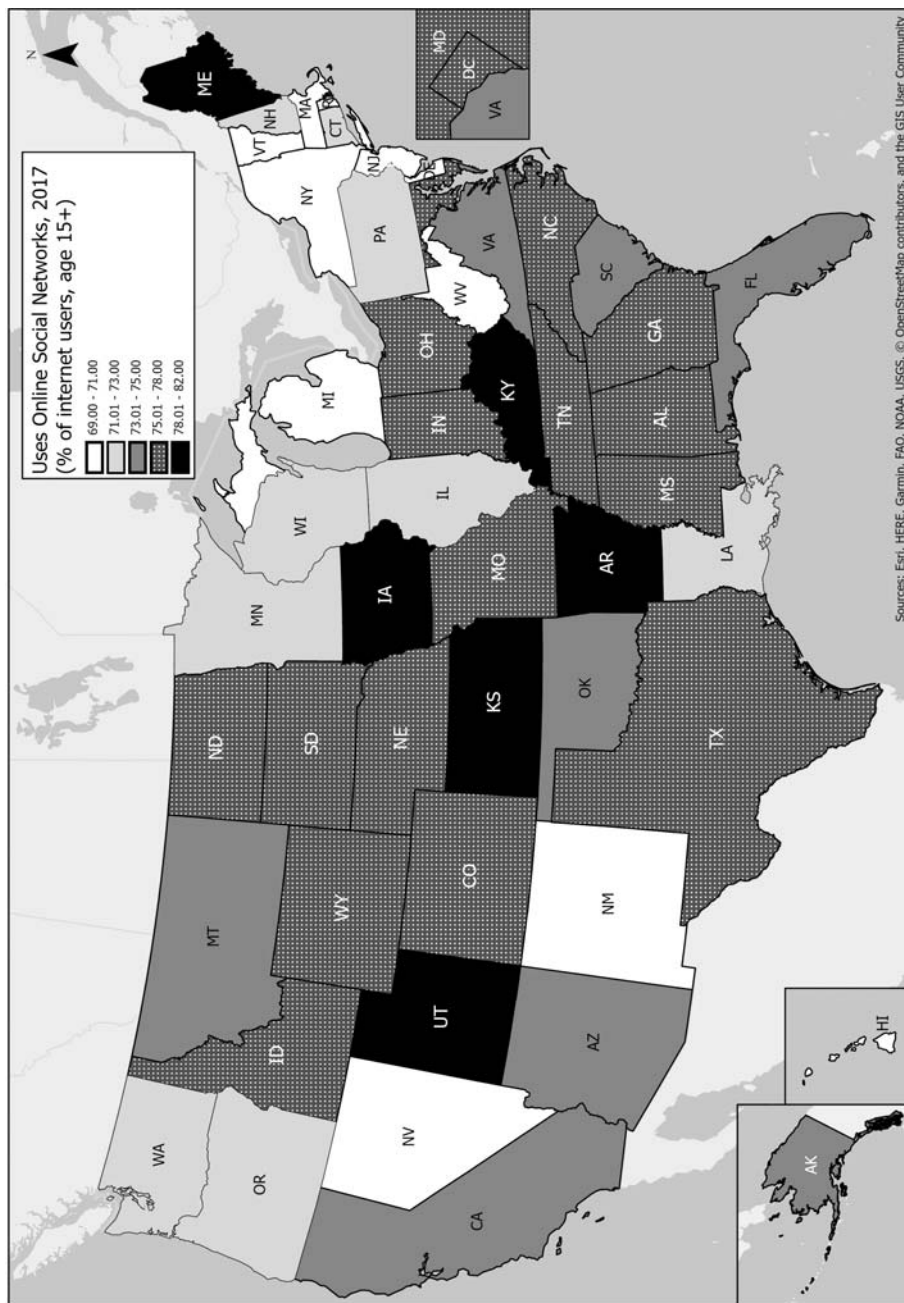 Uses Online Social Networks, 2017
(% of internet users, age 15+)
69.00 - 71.00
71.01 - 73.00
73.01 - 75.00
75.01 - 78.00
78.01 - 82.00
N
WA
OR
CA
NV
ID
MT
WY
UT
AZ
CO
NM
ND
SD
NE
KS
OK
TX
MN
IA
MO
AR
LA
WI
IL
MI
IN
OH
KY
TN
MS
AL
GA
FL
SC
NC
VA
WV
PA
NY
VT
NH
ME
MA
CT
NJ
DE
MD
DC
VA
AK
HI
Sources: Esri, HERE, Garmin, FAO, NOAA, USGS, © OpenStreetMap contributors, and the GIS User Community